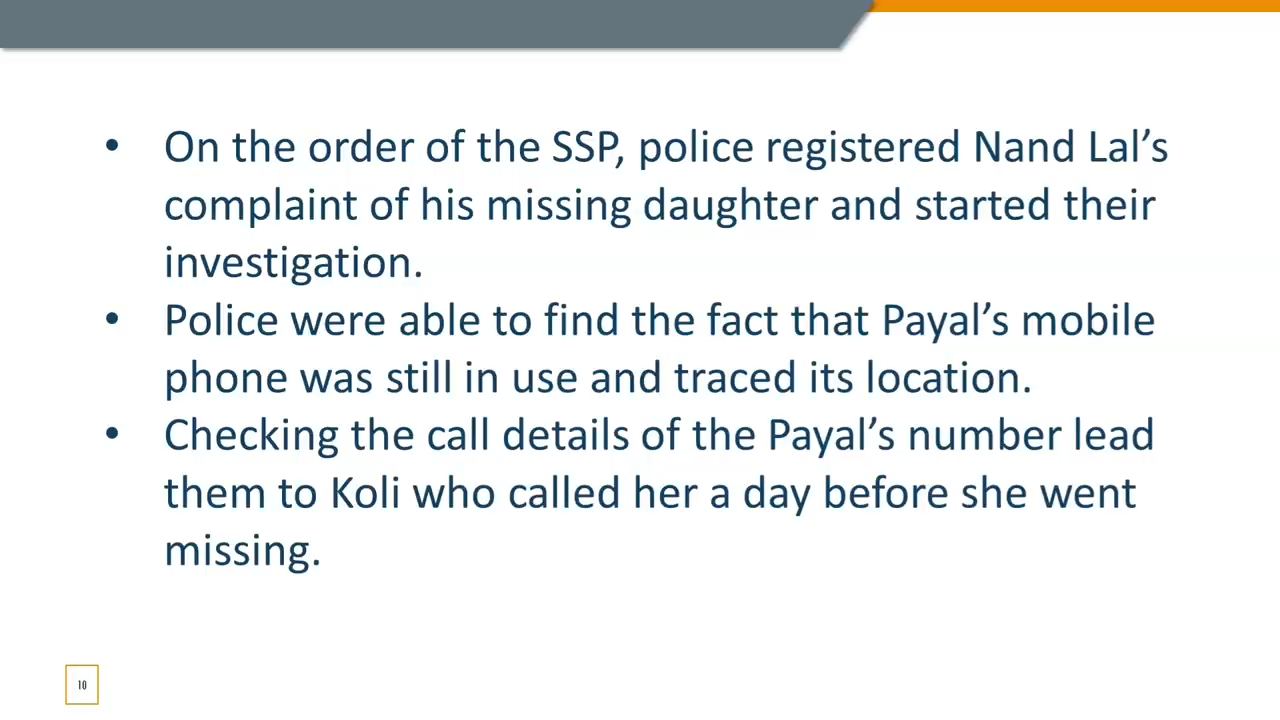 • On the order of the SSP, police registered Nand Lal’s
complaint of his missing daughter and started their
investigation.
• Police were able to find the fact that Payal’s mobile
phone was still in use and traced its location.
• Checking the call details of the Payal’s number lead
them to Koli who called her a day before she went
missing.
10